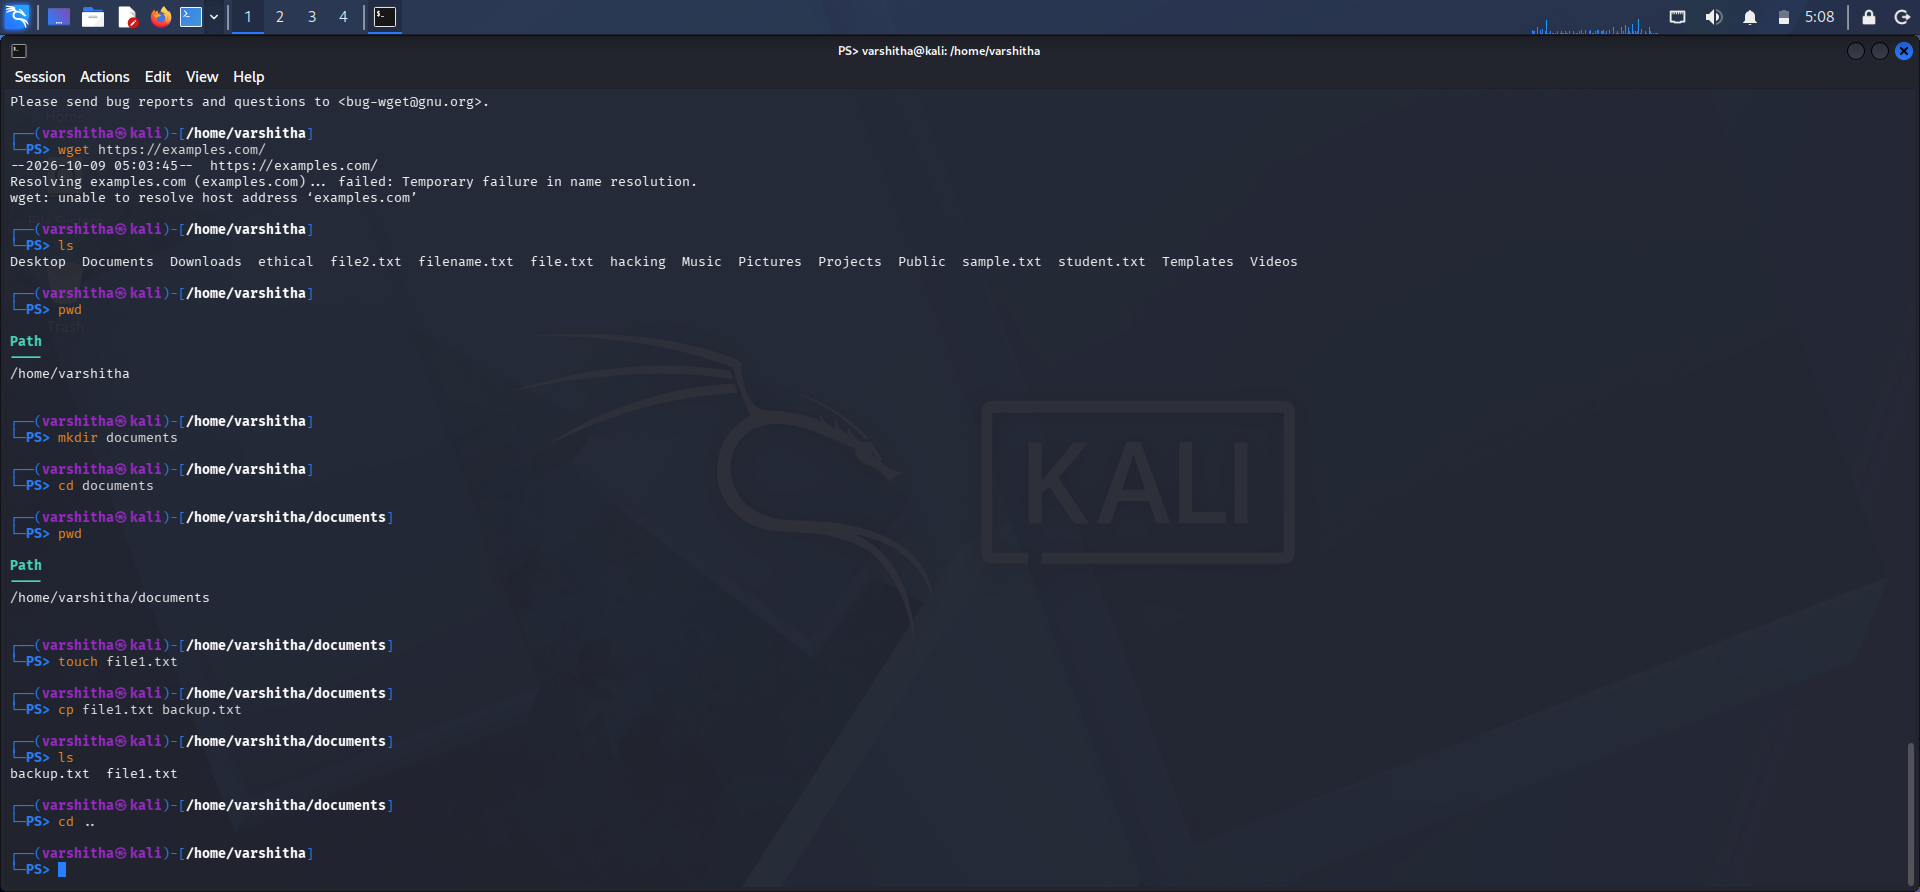 1 2 3 4 5:08
PS> varshitha@kali: /home/varshitha
Session Actions Edit View Help
Please send bug reports and questions to <bug-wget@gnu.org>.
Home
┌──(varshitha㉿kali)-[/home/varshitha]
└─PS> wget https://examples.com/
--2026-10-09 05:03:45--  https://examples.com/
Resolving examples.com (examples.com)... failed: Temporary failure in name resolution.
wget: unable to resolve host address ‘examples.com’
File System
┌──(varshitha㉿kali)-[/home/varshitha]
└─PS> ls
Desktop  Documents  Downloads  ethical  file2.txt  filename.txt  file.txt  hacking  Music  Pictures  Projects  Public  sample.txt  student.txt  Templates  Videos
┌──(varshitha㉿kali)-[/home/varshitha]
└─PS> pwd
Trash
Path
────
/home/varshitha
┌──(varshitha㉿kali)-[/home/varshitha]
└─PS> mkdir documents
┌──(varshitha㉿kali)-[/home/varshitha]
└─PS> cd documents
┌──(varshitha㉿kali)-[/home/varshitha/documents]
└─PS> pwd
Path
────
/home/varshitha/documents
┌──(varshitha㉿kali)-[/home/varshitha/documents]
└─PS> touch file1.txt
┌──(varshitha㉿kali)-[/home/varshitha/documents]
└─PS> cp file1.txt backup.txt
┌──(varshitha㉿kali)-[/home/varshitha/documents]
└─PS> ls
backup.txt  file1.txt
┌──(varshitha㉿kali)-[/home/varshitha/documents]
└─PS> cd ..
┌──(varshitha㉿kali)-[/home/varshitha]
└─PS>
KALI